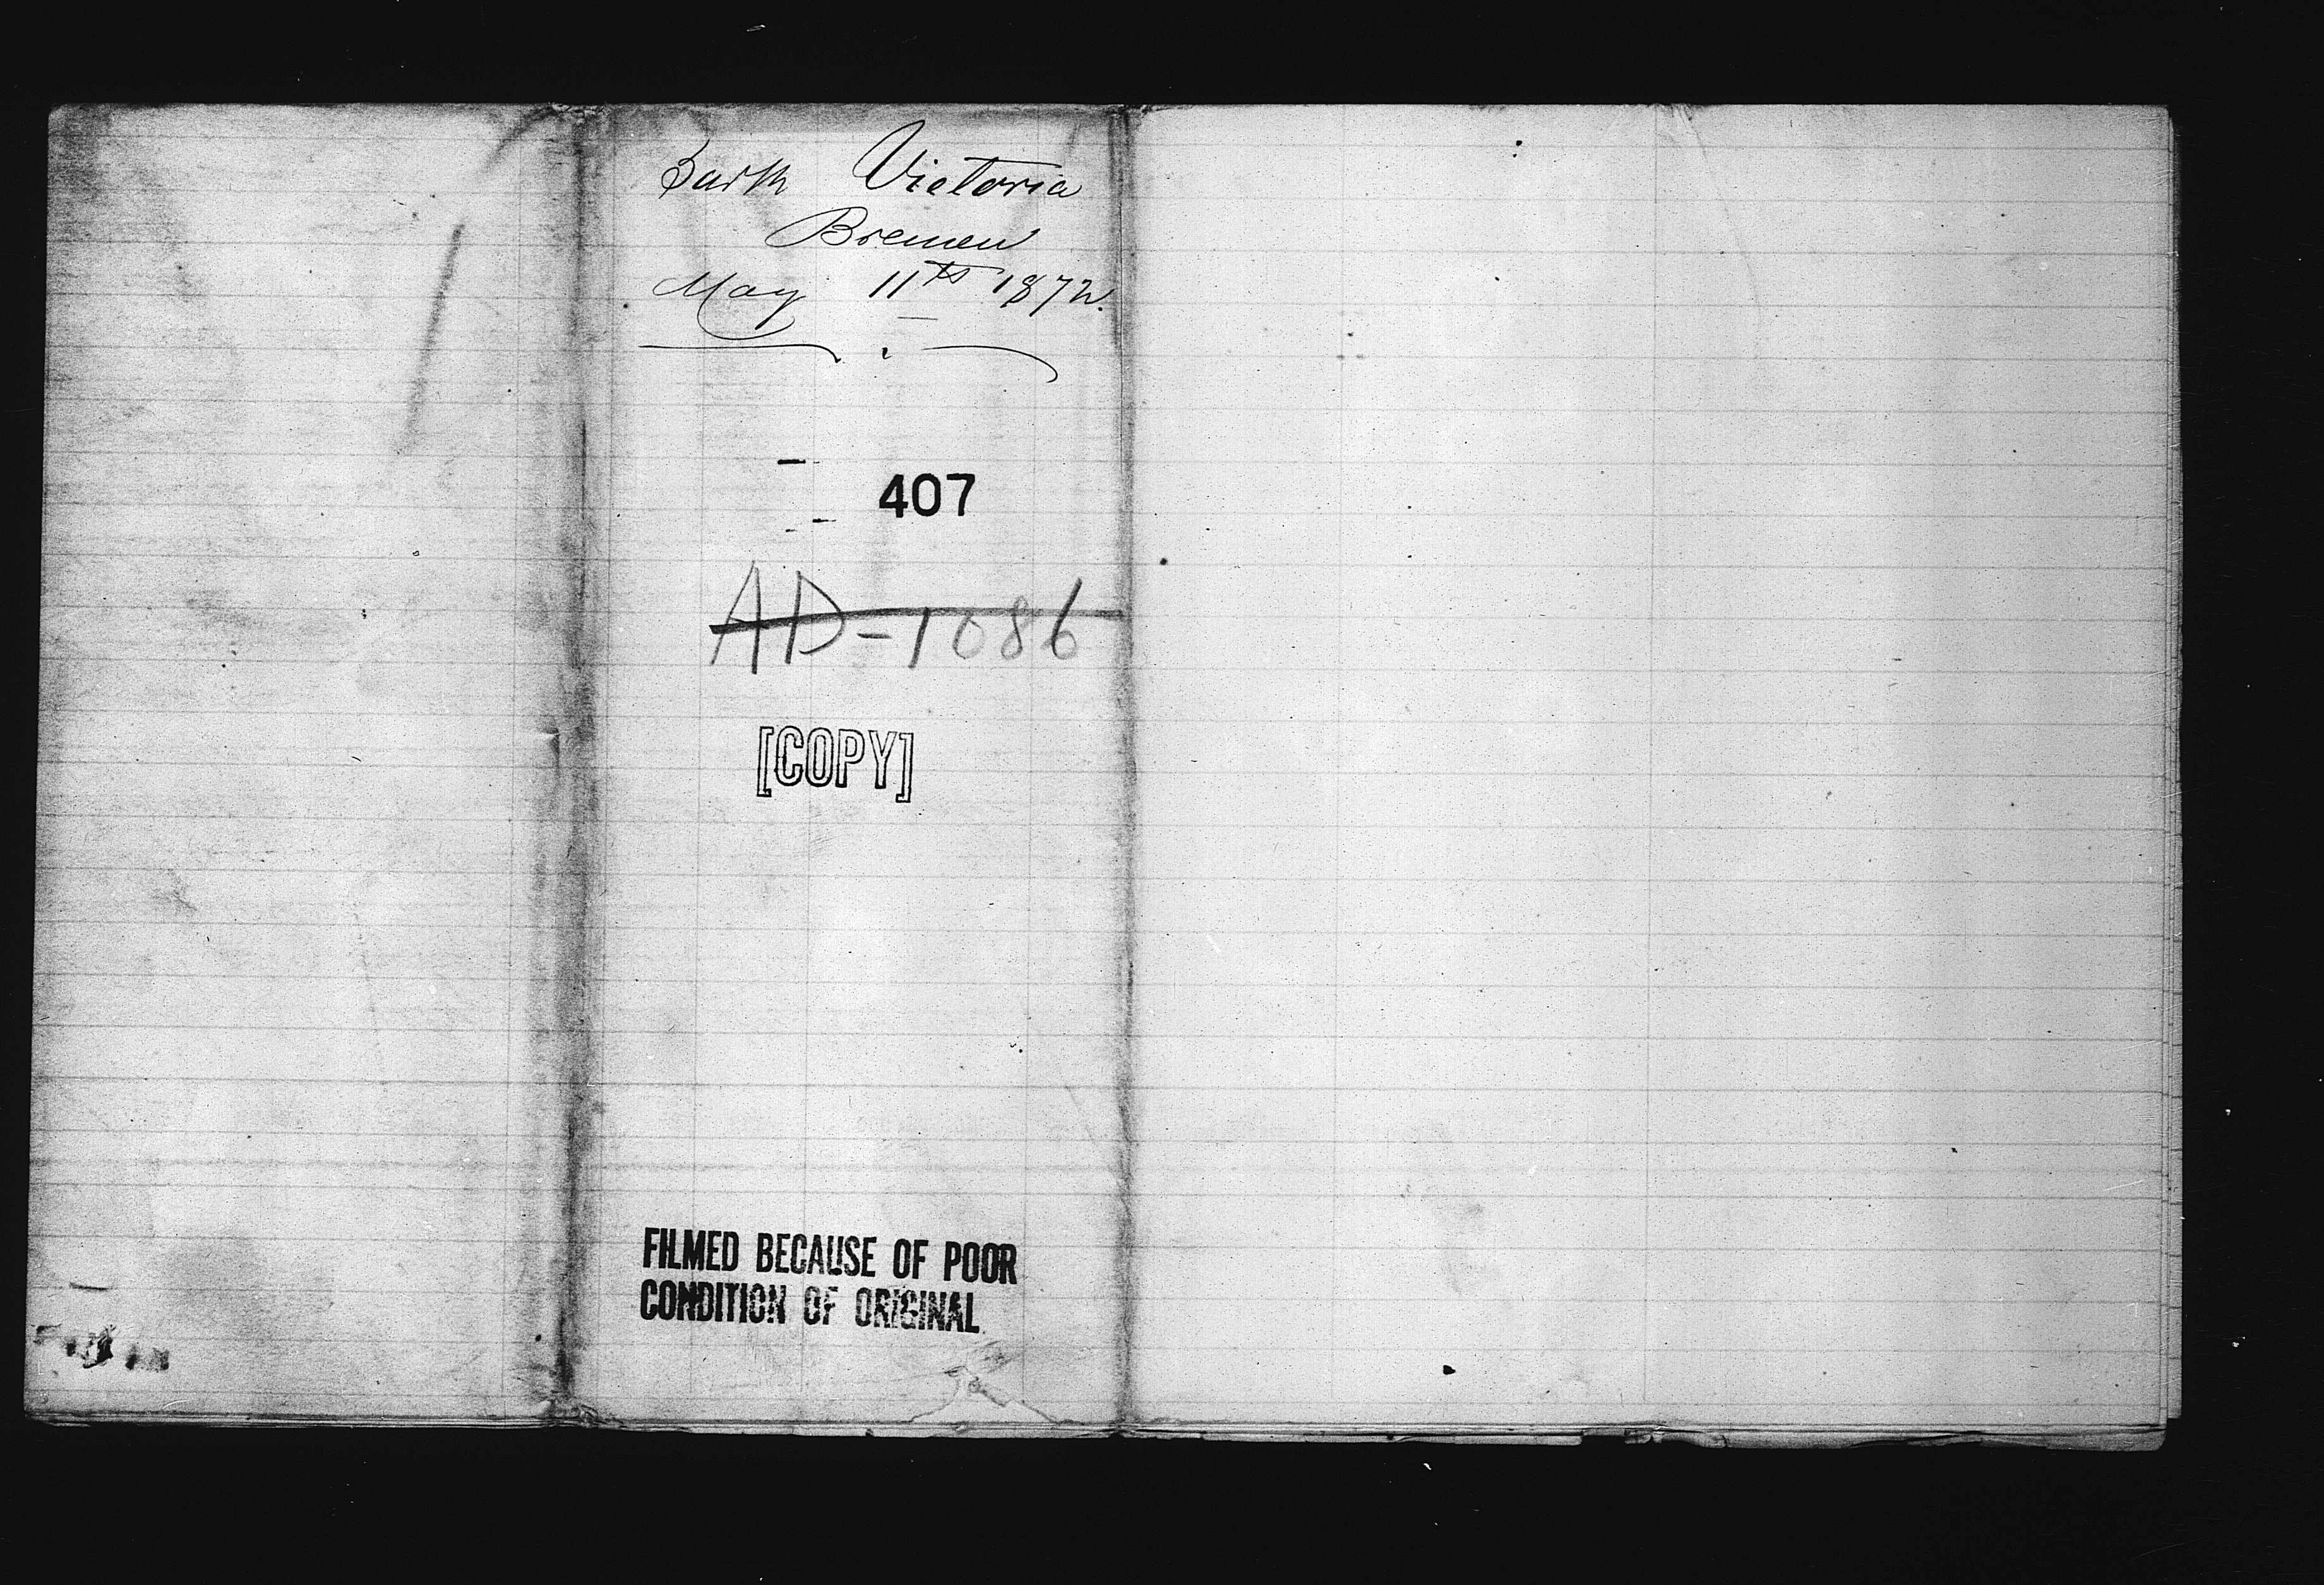 Bark Victoria
Bremen
May 11th 1872.
407
AD-1086
[COPY]
FILMED BECAUSE OF POOR
CONDITION OF ORIGINAL